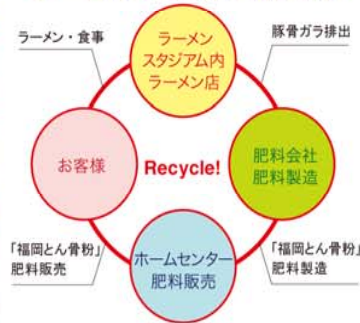 ラーメン
スタジアム内
ラーメン店
ラーメン・食事
豚骨ガラ排出
お客様
Recycle!
肥料会社
肥料製造
「福岡とん骨粉」
肥料販売
ホームセンター
肥料販売
「福岡とん骨粉」
肥料製造